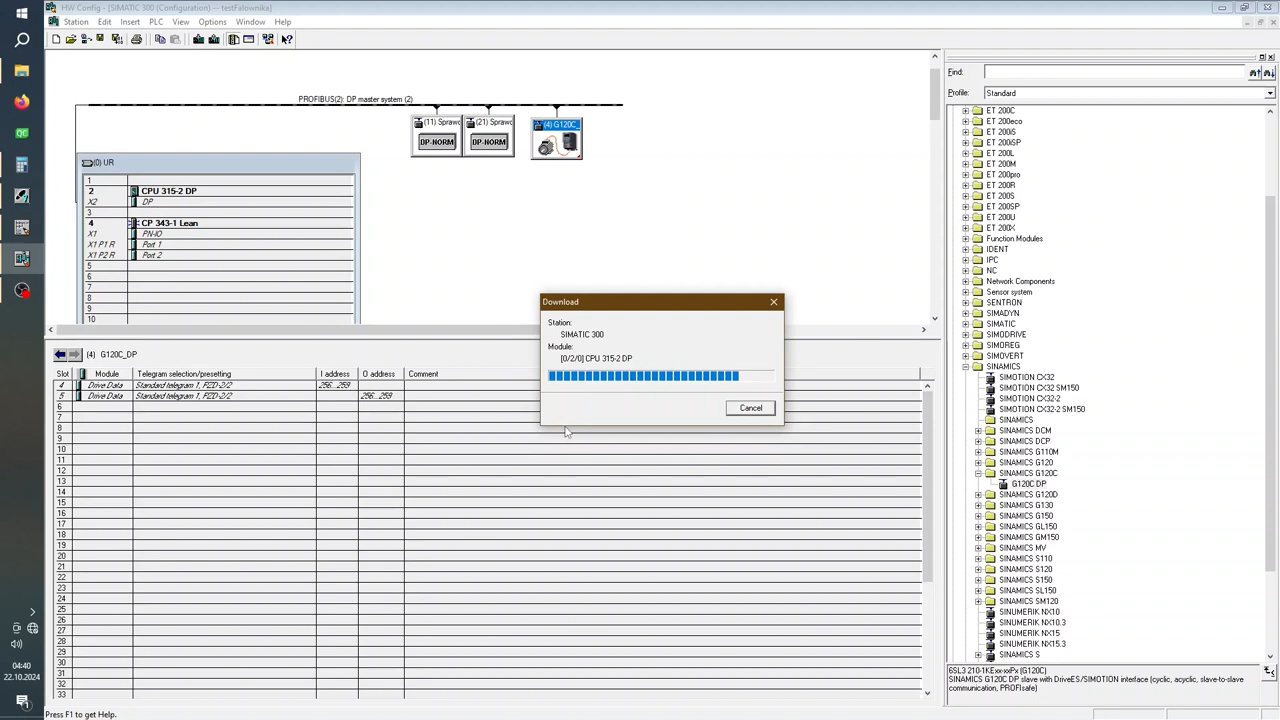 HW Config - [SIMATIC 300 (Configuration) -- testFalownika]
Station Edit Insert PLC View Options Window Help
PROFIBUS(2): DP master system (2)
(11) Sprawo
(21) Sprawo
(4) G120C_
DP-NORM
DP-NORM
(0) UR
1
2 CPU 315-2 DP
X2 DP
3
4 CP 343-1 Lean
X1 PN-IO
X1 P1 R Port 1
X1 P2 R Port 2
5
6
7
8
9
10
Download
Station:
SIMATIC 300
Module:
[0/2/0] CPU 315-2 DP
Cancel
(4) G120C_DP
Slot Module Telegram selection/presetting I address O address Comment
4 Drive Data Standard telegram 1, PZD-2/2 256...259
5 Drive Data Standard telegram 1, PZD-2/2 256...259
6
7
8
9
10
11
12
13
14
15
16
17
18
19
20
21
22
23
24
25
26
27
28
29
30
31
32
33
Find:
Profile: Standard
ET 200C
ET 200eco
ET 200iS
ET 200iSP
ET 200L
ET 200M
ET 200pro
ET 200R
ET 200S
ET 200SP
ET 200U
ET 200X
Function Modules
IDENT
IPC
NC
Network Components
Sensor system
SENTRON
SIMADYN
SIMATIC
SIMODRIVE
SIMOREG
SIMOVERT
SINAMICS
SIMOTION CX32
SIMOTION CX32 SM150
SIMOTION CX32-2
SIMOTION CX32-2 SM150
SINAMICS
SINAMICS DCM
SINAMICS DCP
SINAMICS G110M
SINAMICS G120
SINAMICS G120C
G120C DP
SINAMICS G120D
SINAMICS G130
SINAMICS G150
SINAMICS GL150
SINAMICS GM150
SINAMICS MV
SINAMICS S110
SINAMICS S120
SINAMICS S150
SINAMICS SL150
SINAMICS SM120
SINUMERIK NX10
SINUMERIK NX10.3
SINUMERIK NX15
SINUMERIK NX15.3
SINAMICS S
6SL3 210-1KExx-xxPx (G120C)
SINAMICS G120C DP slave with DriveES/SIMOTION interface (cyclic, acyclic, slave-to-slave
communication, PROFIsafe)
QC
04:40
22.10.2024
1
Press F1 to get Help.